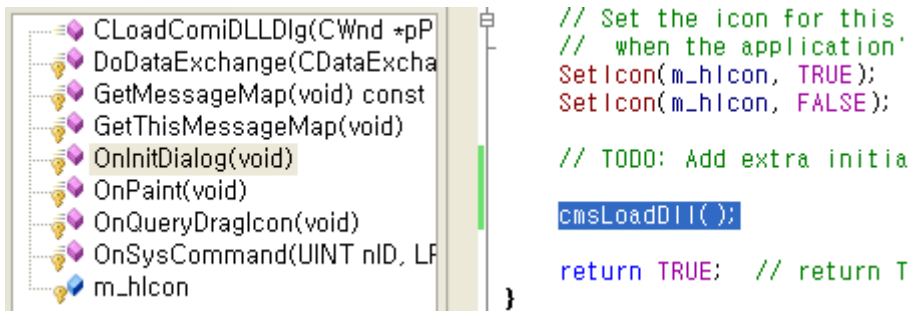 CLoadComiDLLDlg(CWnd *pP
DoDataExchange(CDataExcha
GetMessageMap(void) const
GetThisMessageMap(void)
OnInitDialog(void)
OnPaint(void)
OnQueryDragIcon(void)
OnSysCommand(UINT nID, LF
m_hIcon
// Set the icon for this
//  when the application'
SetIcon(m_hIcon, TRUE);
SetIcon(m_hIcon, FALSE);
// TODO: Add extra initia
cmsLoadDll();
return TRUE;  // return T
}